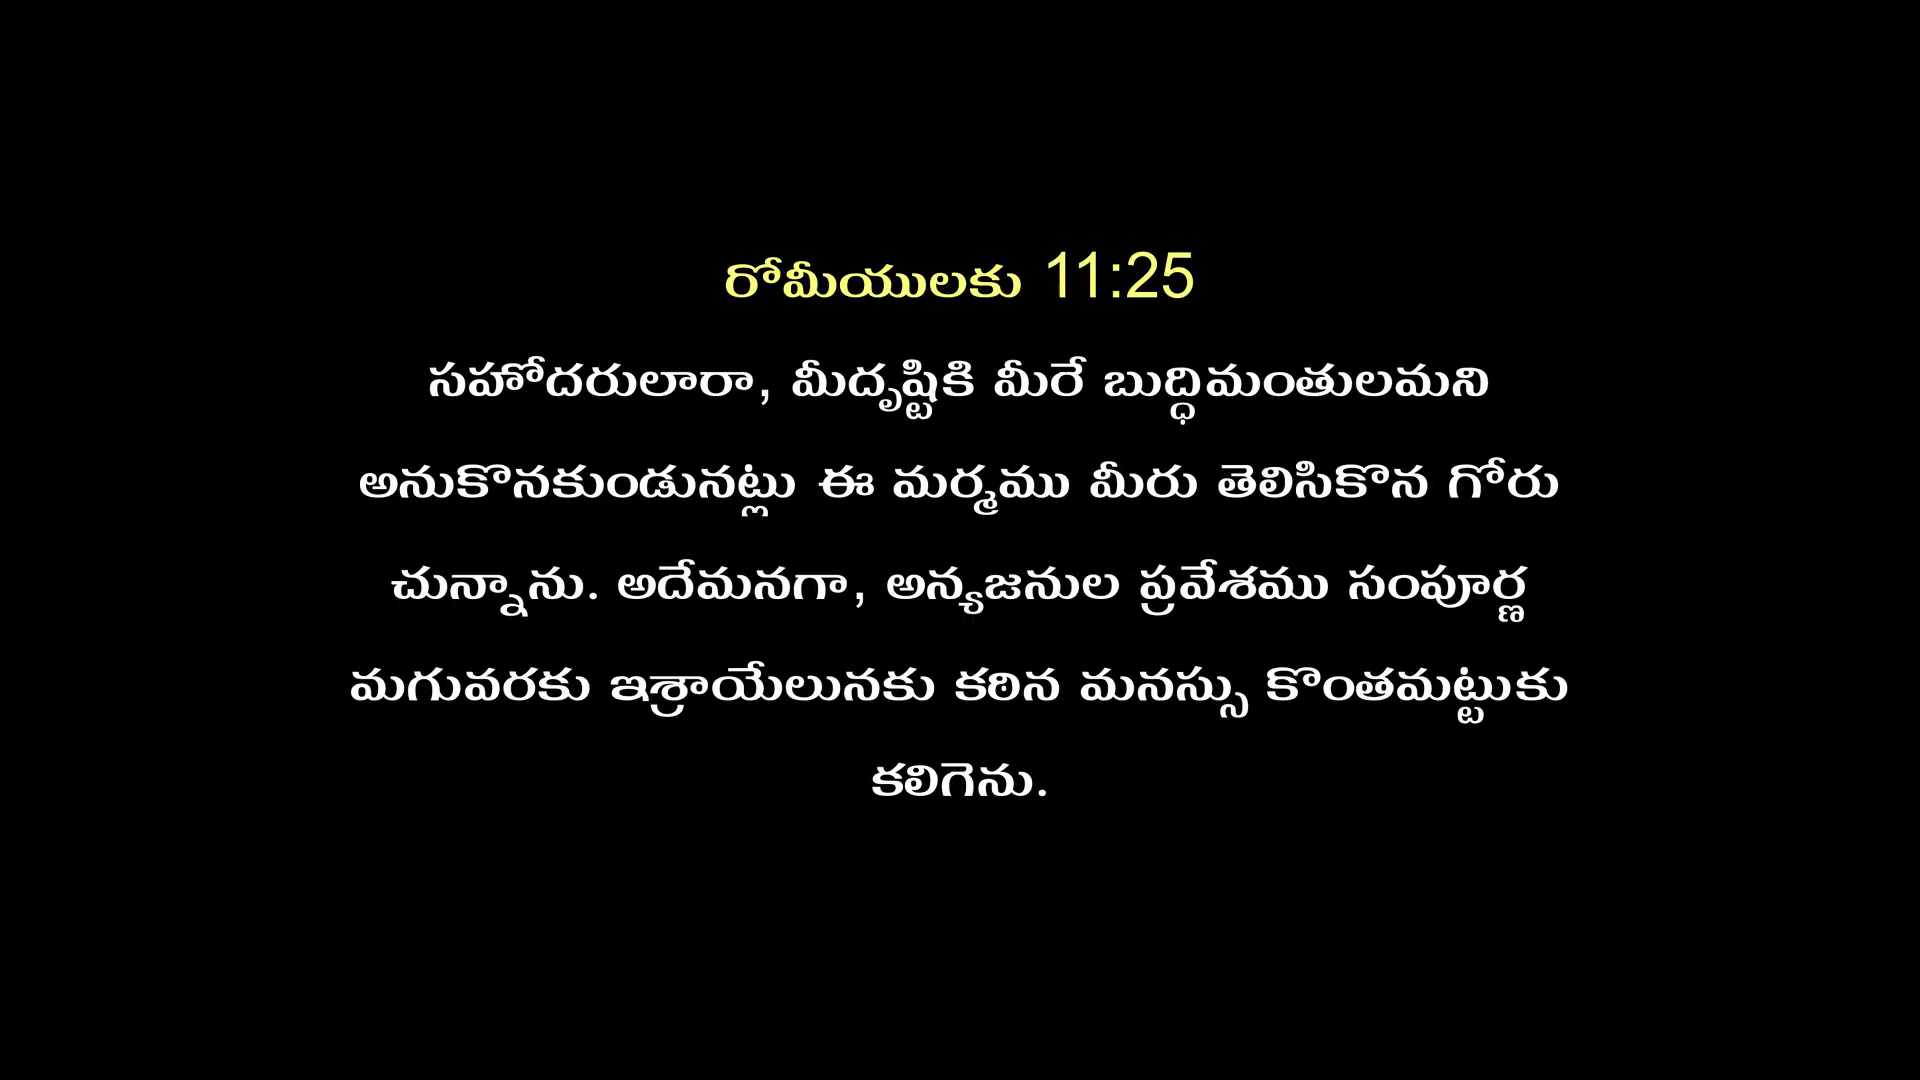 రోమీయులకు 11:25
సహోదరులారా, మీదృష్టికి మీరే బుద్ధిమంతులమని
అనుకొనకుండునట్లు ఈ మర్మము మీరు తెలిసికొన గోరు
చున్నాను. అదేమనగా, అన్యజనుల ప్రవేశము సంపూర్ణ
మగువరకు ఇశ్రాయేలునకు కఠిన మనస్సు కొంతమట్టుకు
కలిగెను.